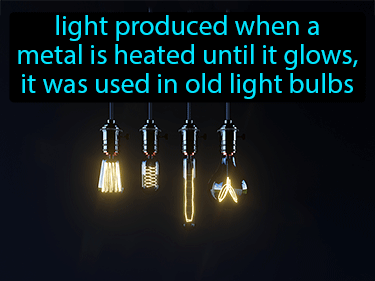 light produced when a
metal is heated until it glows,
it was used in old light bulbs